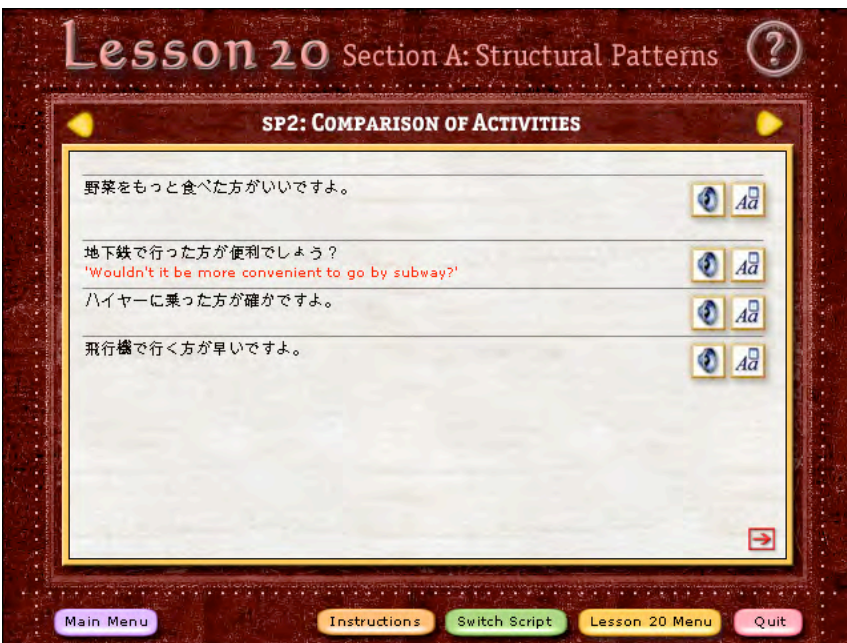 Lesson 20 Section A: Structural Patterns ?
SP2: COMPARISON OF ACTIVITIES
野菜をもっと食べた方がいいですよ。
Aa
地下鉄で行った方が便利でしょう？
'Wouldn't it be more convenient to go by subway?'
Aa
ハイヤーに乗った方が確かですよ。
Aa
飛行機で行く方が早いですよ。
Aa
Main Menu Instructions Switch Script Lesson 20 Menu Quit